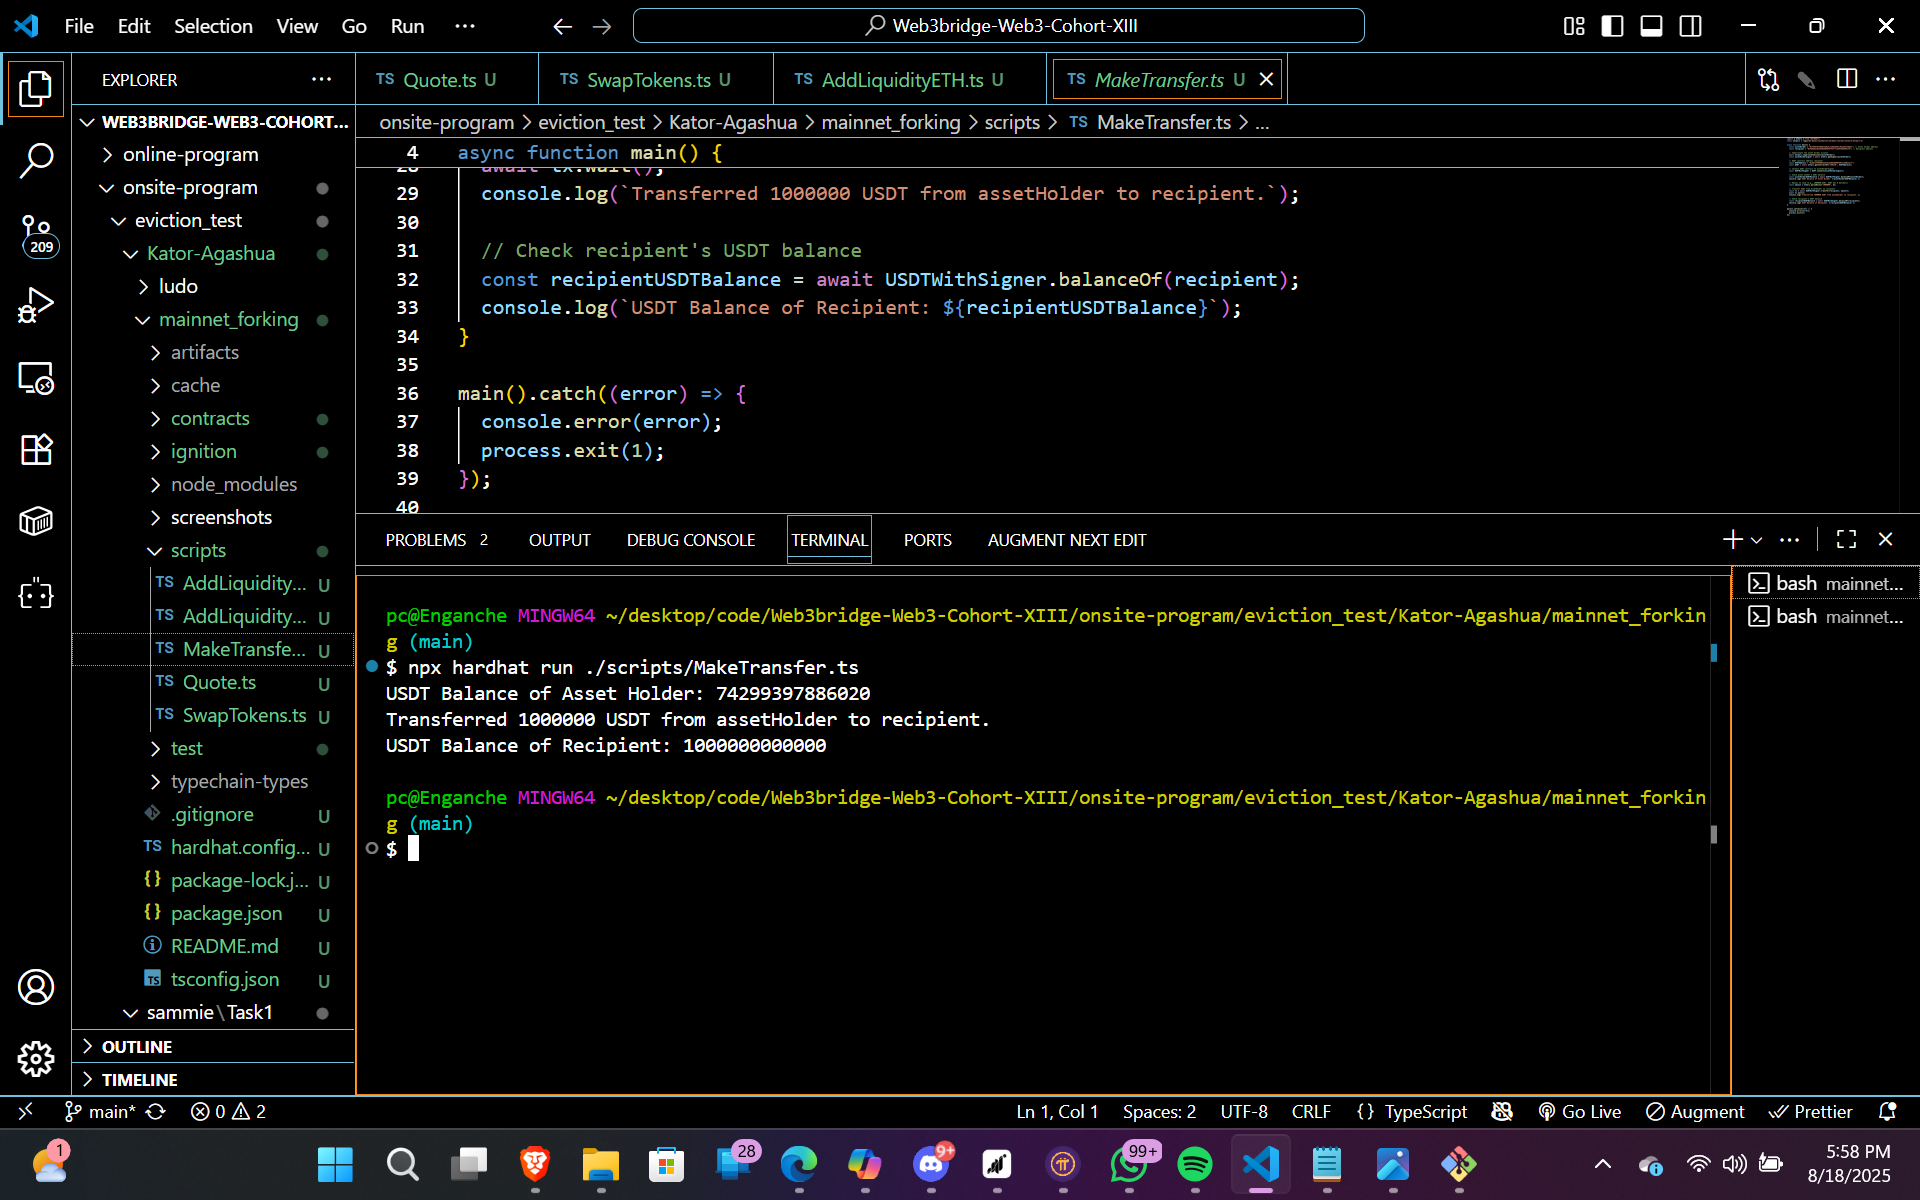 File Edit Selection View Go Run ···
Web3bridge-Web3-Cohort-XIII
EXPLORER ···
WEB3BRIDGE-WEB3-COHORT...
online-program
onsite-program
eviction_test
Kator-Agashua
ludo
mainnet_forking
artifacts
cache
contracts
ignition
node_modules
screenshots
scripts
TS AddLiquidity... U
TS AddLiquidity... U
TS MakeTransfe... U
TS Quote.ts U
TS SwapTokens.ts U
test
typechain-types
.gitignore U
TS hardhat.config... U
{} package-lock.j... U
{} package.json U
README.md U
TS tsconfig.json U
sammie\Task1
OUTLINE
TIMELINE
209
TS Quote.ts U TS SwapTokens.ts U TS AddLiquidityETH.ts U TS MakeTransfer.ts U
onsite-program > eviction_test > Kator-Agashua > mainnet_forking > scripts > TS MakeTransfer.ts > ...
4 async function main() {
28 await tx.wait();
29 console.log(`Transferred 1000000 USDT from assetHolder to recipient.`);
30
31 // Check recipient's USDT balance
32 const recipientUSDTBalance = await USDTWithSigner.balanceOf(recipient);
33 console.log(`USDT Balance of Recipient: ${recipientUSDTBalance}`);
34 }
35
36 main().catch((error) => {
37 console.error(error);
38 process.exit(1);
39 });
40
PROBLEMS 2 OUTPUT DEBUG CONSOLE TERMINAL PORTS AUGMENT NEXT EDIT
pc@Enganche MINGW64 ~/desktop/code/Web3bridge-Web3-Cohort-XIII/onsite-program/eviction_test/Kator-Agashua/mainnet_forkin
g (main)
$ npx hardhat run ./scripts/MakeTransfer.ts
USDT Balance of Asset Holder: 74299397886020
Transferred 1000000 USDT from assetHolder to recipient.
USDT Balance of Recipient: 1000000000000
pc@Enganche MINGW64 ~/desktop/code/Web3bridge-Web3-Cohort-XIII/onsite-program/eviction_test/Kator-Agashua/mainnet_forkin
g (main)
$
bash mainnet...
bash mainnet...
main* 0 2 Ln 1, Col 1 Spaces: 2 UTF-8 CRLF {} TypeScript Go Live Augment Prettier
1 28 9+ 99+
5:58 PM
8/18/2025